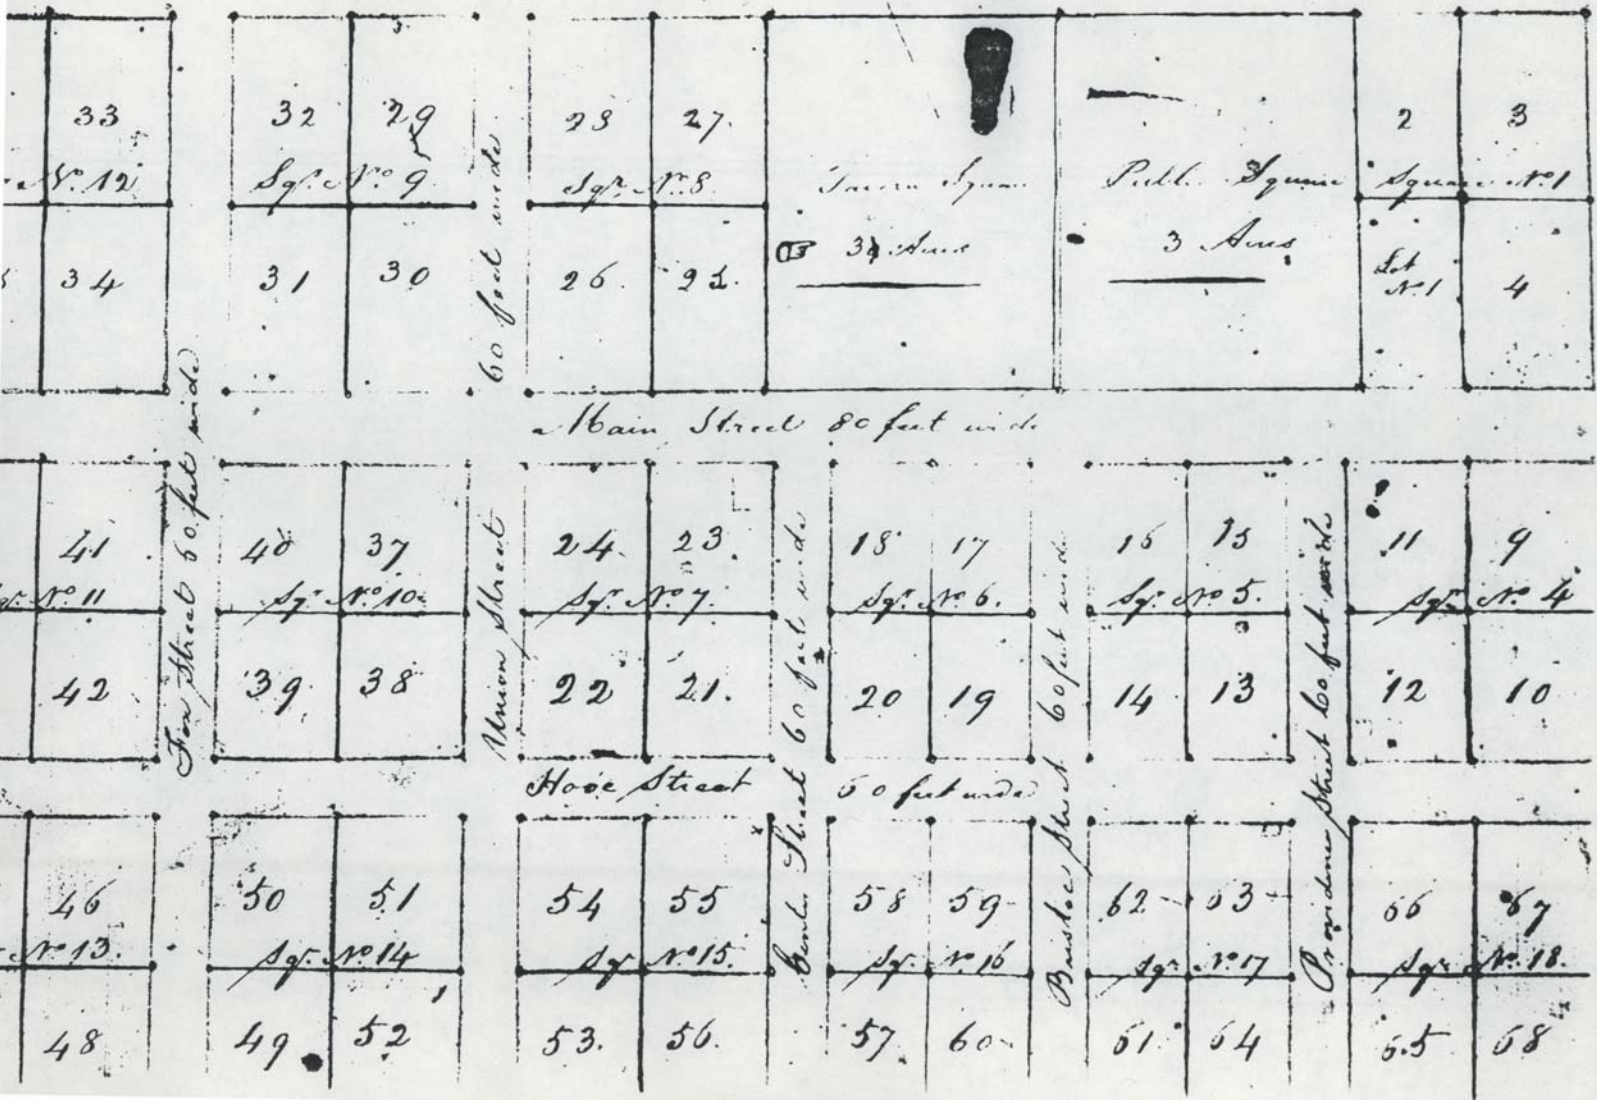 33 32 29 28 27. 2 3
No. 12 Sqr. No. 9 Sqr. No. 8 Tavern Square Publ. Square Square No. 1
34 31 30 26. 25. 3 Acres 3 Acres Lot No. 1 4
60 feet wide
Main Street 80 feet wide
41 40 37 24. 23. 18 17 16 15 11 9
No. 11 Sqr. No. 10. Sqr. No. 7. Sqr. No. 6. Sqr. No. 5. Sqr. No. 4
42 39. 38 22 21. 20 19 14 13 12 10
Street 60 feet wide
Union Street
Center Street 60 feet wide
Street 60 feet wide
Providence Street 60 feet wide
Street 60 feet wide
46 50 51 54 55 58 59 62 63 66 67
No. 13. Sqr. No. 14 Sqr. No. 15. Sqr. No. 16 Sqr. No. 17 Sqr. No. 18.
48 49 52 53. 56. 57. 60 61 64 65 68